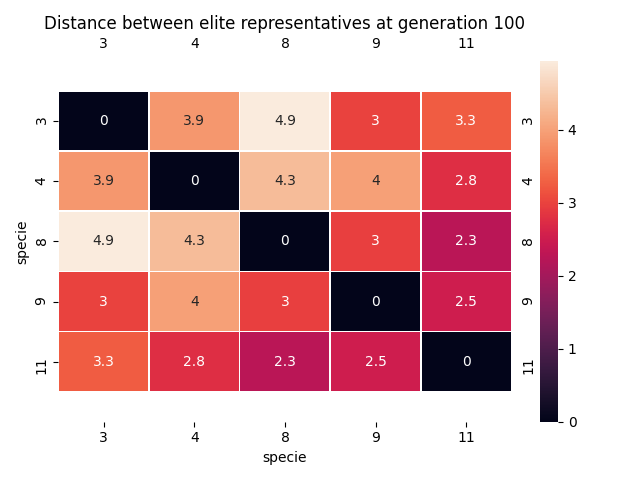 Distance between elite representatives at generation 100
3 4 8 9 11
3 0 3.9 4.9 3 3.3 3
4 3.9 0 4.3 4 2.8 4
8 4.9 4.3 0 3 2.3 8
9 3 4 3 0 2.5 9
11 3.3 2.8 2.3 2.5 0 11
3 4 8 9 11
specie
specie
4
3
2
1
0